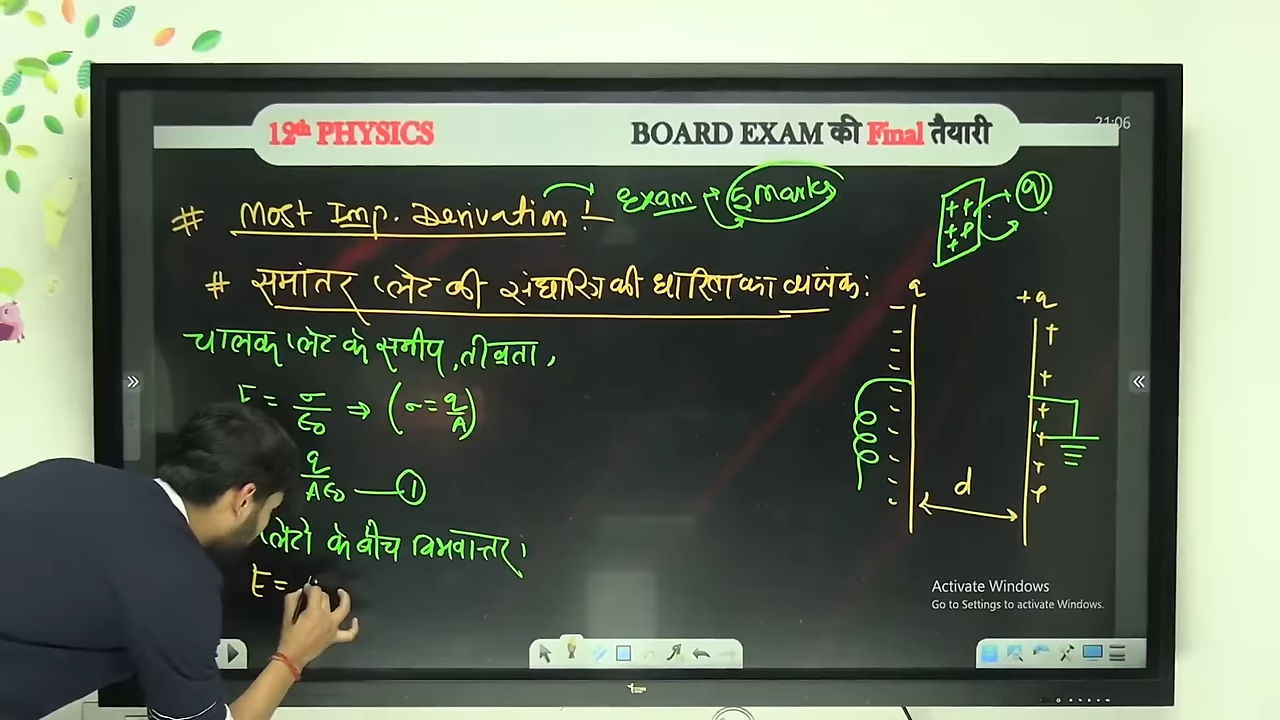 12th PHYSICS
BOARD EXAM की Final तैयारी
21:06
# Most Imp. Derivation !— Exam → 5 marks
q
++
++
+
# समांतर प्लेट की संधारित्र की धारिता का व्यंजक:
चालक प्लेट के समीप, तीव्रता,
E = σ/ε0 ⇒ (σ = q/A)
q/Aε0 —①
प्लेटो के बीच विभवान्तर।
E =
q
+q
d
Activate Windows
Go to Settings to activate Windows.